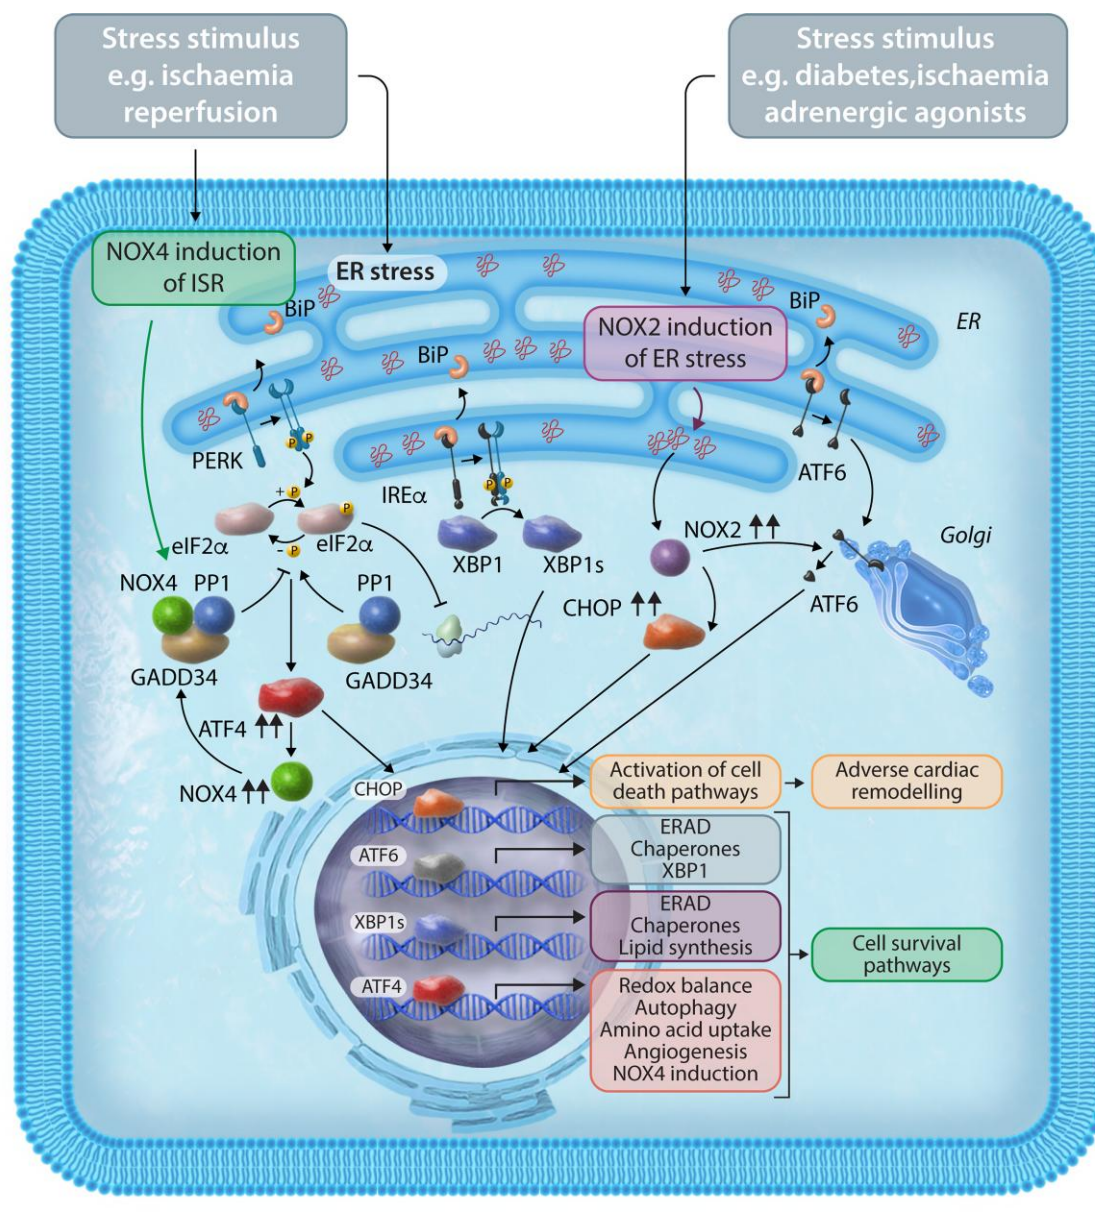 Stress stimulus
e.g. ischaemia
reperfusion
Stress stimulus
e.g. diabetes,ischaemia
adrenergic agonists
NOX4 induction
of ISR
ER stress
BiP
BiP
NOX2 induction
of ER stress
BiP
ER
PERK
P
P
IREα
P
P
ATF6
+ P
P
eIF2α
eIF2α
- P
XBP1
XBP1s
NOX2
Golgi
NOX4
PP1
PP1
CHOP
ATF6
GADD34
GADD34
ATF4
NOX4
CHOP
Activation of cell
death pathways
Adverse cardiac
remodelling
ATF6
ERAD
Chaperones
XBP1
XBP1s
ERAD
Chaperones
Lipid synthesis
Cell survival
pathways
ATF4
Redox balance
Autophagy
Amino acid uptake
Angiogenesis
NOX4 induction